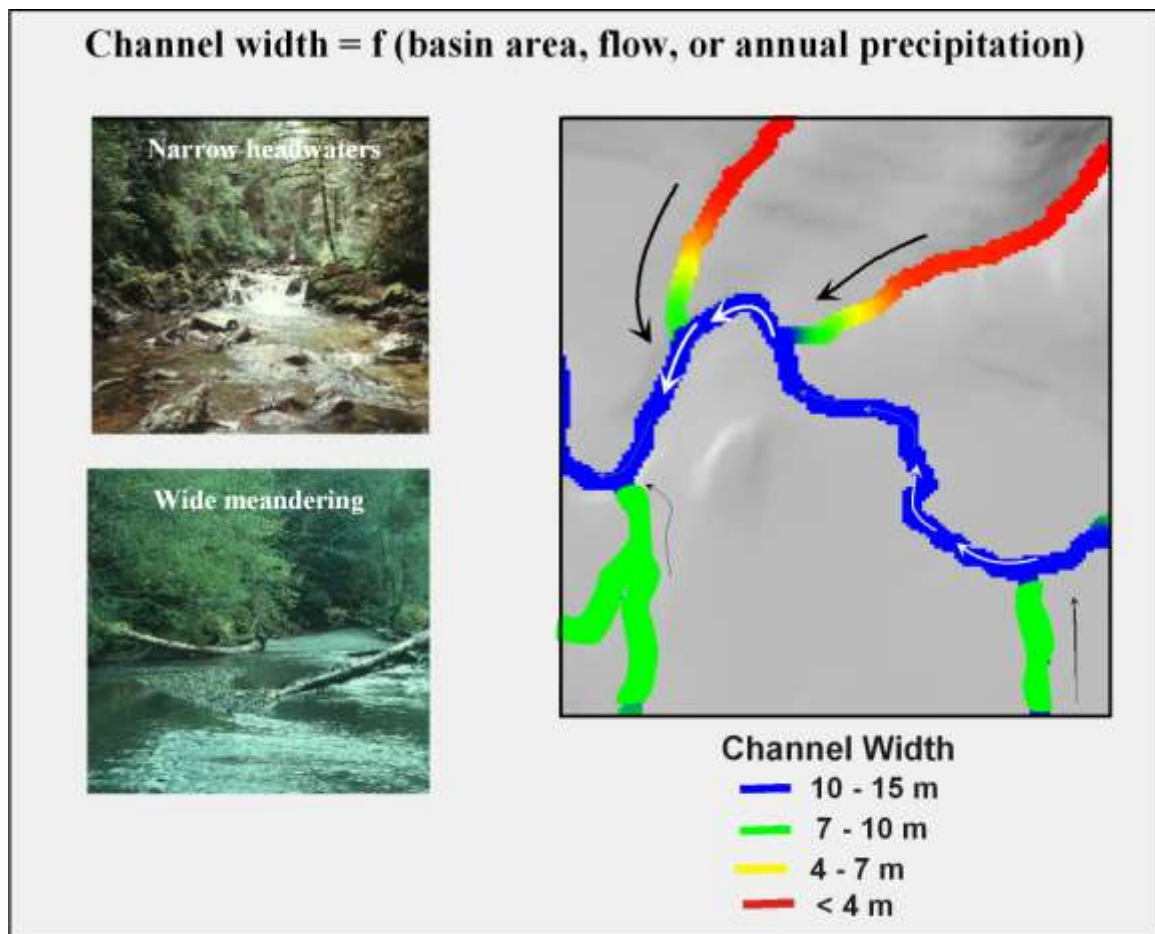 Channel width = f (basin area, flow, or annual precipitation)
Narrow headwaters
Wide meandering
Channel Width
10 - 15 m
7 - 10 m
4 - 7 m
< 4 m